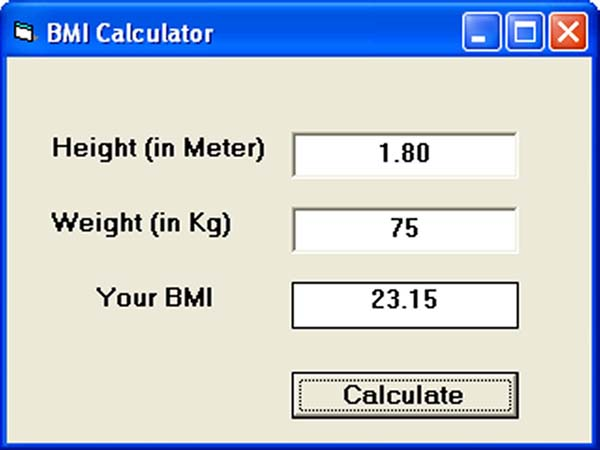 BMI Calculator
Height (in Meter) 1.80
Weight (in Kg) 75
Your BMI 23.15
Calculate